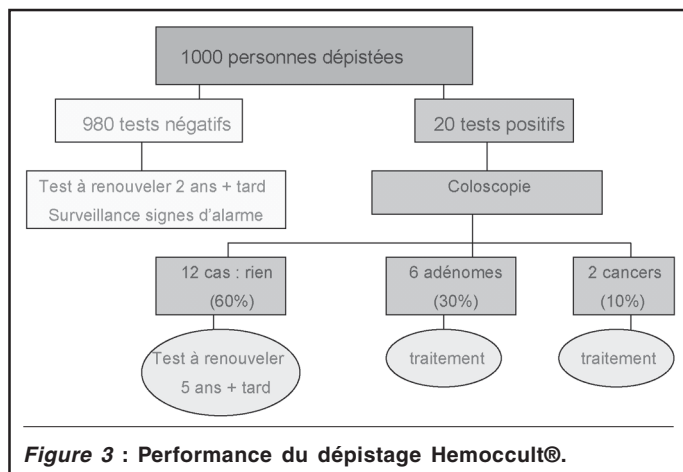 1000 personnes dépistées
980 tests négatifs
20 tests positifs
Test à renouveler 2 ans + tard
Surveillance signes d'alarme
Coloscopie
12 cas : rien
(60%)
6 adénomes
(30%)
2 cancers
(10%)
Test à renouveler
5 ans + tard
traitement
traitement
Figure 3 : Performance du dépistage Hemoccult®.